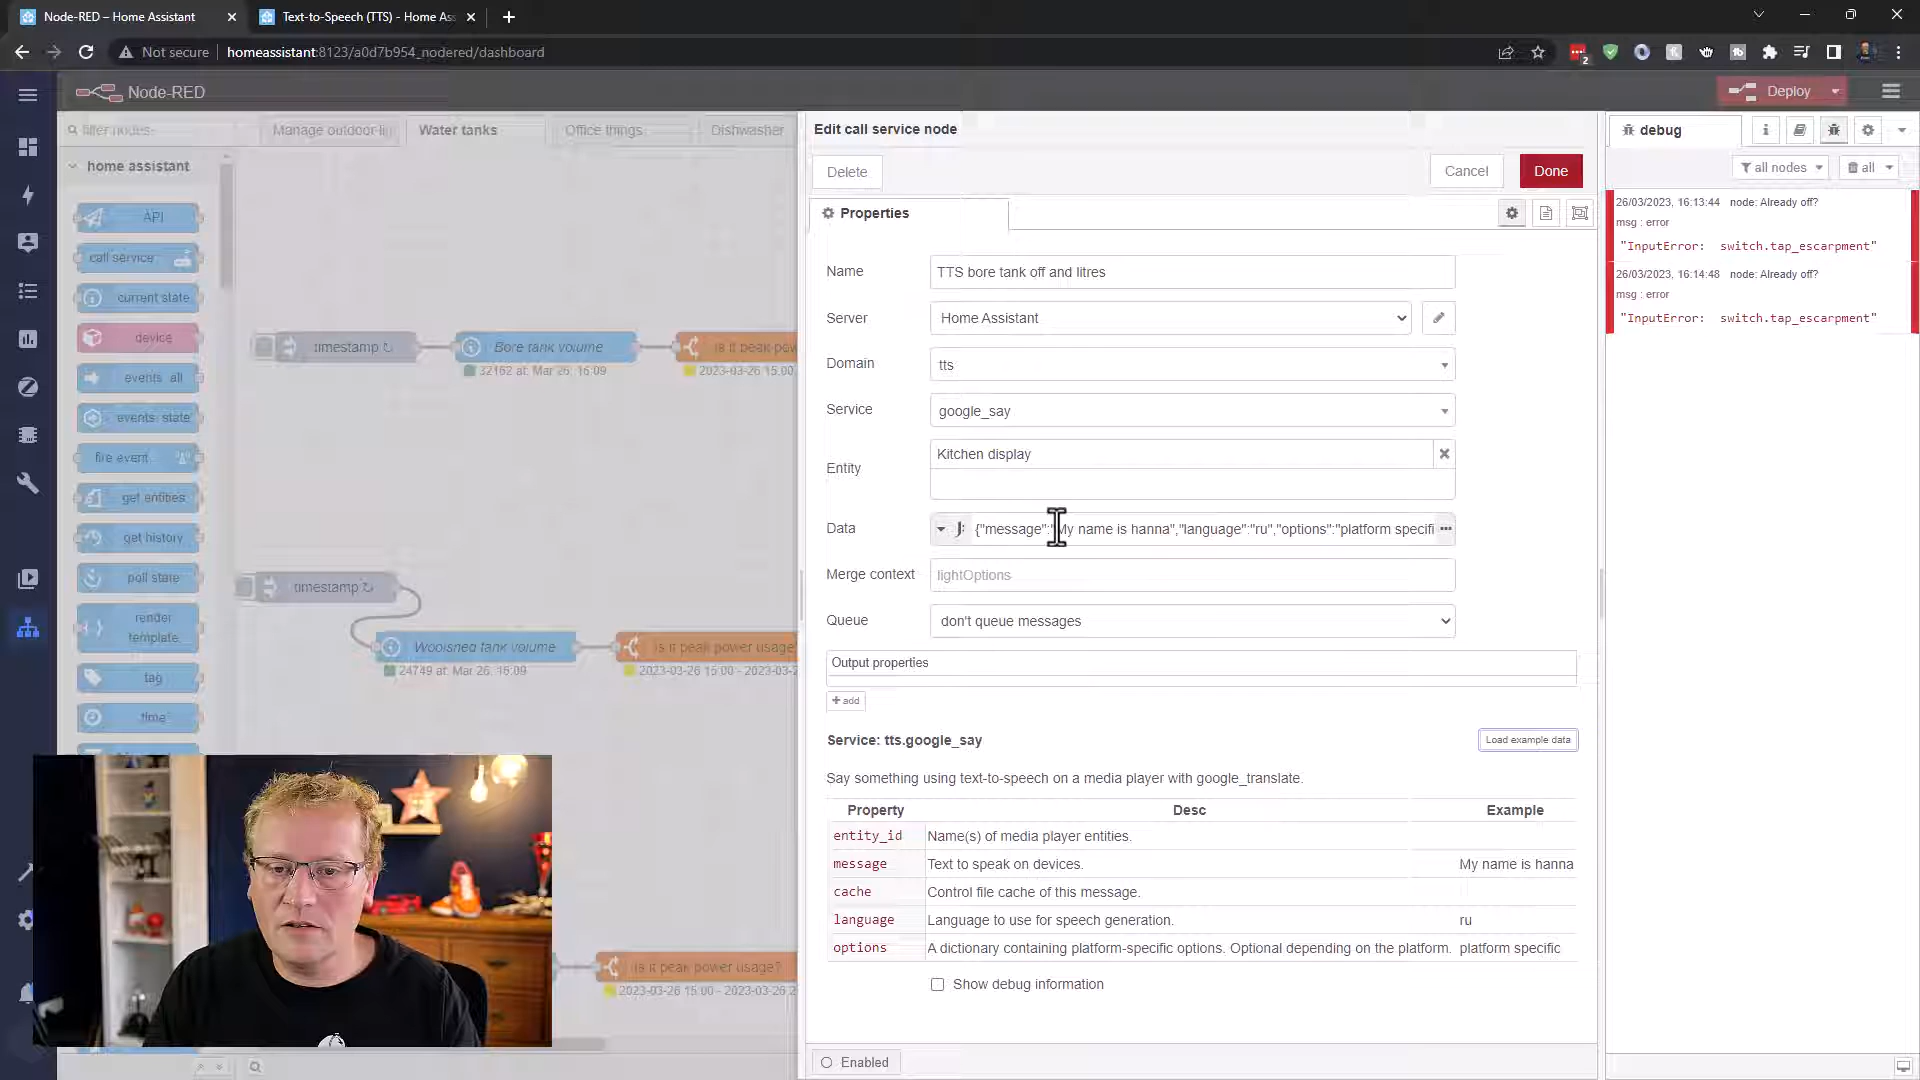 Node-RED – Home Assistant
Text-to-Speech (TTS) - Home Ass
Not secure
homeassistant:8123/a0d7b954_nodered/dashboard
2
Node-RED
Deploy
filter nodes
Manage outdoor li
Water tanks
Office things
Dishwasher
Edit call service node
debug
Delete
Cancel
Done
all nodes
all
home assistant
Properties
API
call service
current state
device
events: all
events: state
fire event
get entities
get history
poll state
render
template
tag
time
timestamp ↻
Bore tank volume
Is it peak pow
32162 at: Mar 26, 16:09
2023-03-26 15:00
timestamp ↻
Woolshed tank volume
Is it peak power usage?
24749 at: Mar 26, 16:09
2023-03-26 15:00 - 2023-03-2
Is it peak power usage?
2023-03-26 15:00 - 2023-03-26 2
Name
TTS bore tank off and litres
Server
Home Assistant
Domain
tts
Service
google_say
Entity
Kitchen display
Data
J: {"message":"My name is hanna","language":"ru","options":"platform specifi
Merge context
lightOptions
Queue
don't queue messages
Output properties
add
Service: tts.google_say
Load example data
Say something using text-to-speech on a media player with google_translate.
Property
Desc
Example
entity_id
Name(s) of media player entities.
message
Text to speak on devices.
My name is hanna
cache
Control file cache of this message.
language
Language to use for speech generation.
ru
options
A dictionary containing platform-specific options. Optional depending on the platform.
platform specific
Show debug information
Enabled
26/03/2023, 16:13:44 node: Already off?
msg : error
"InputError: switch.tap_escarpment"
26/03/2023, 16:14:48 node: Already off?
msg : error
"InputError: switch.tap_escarpment"